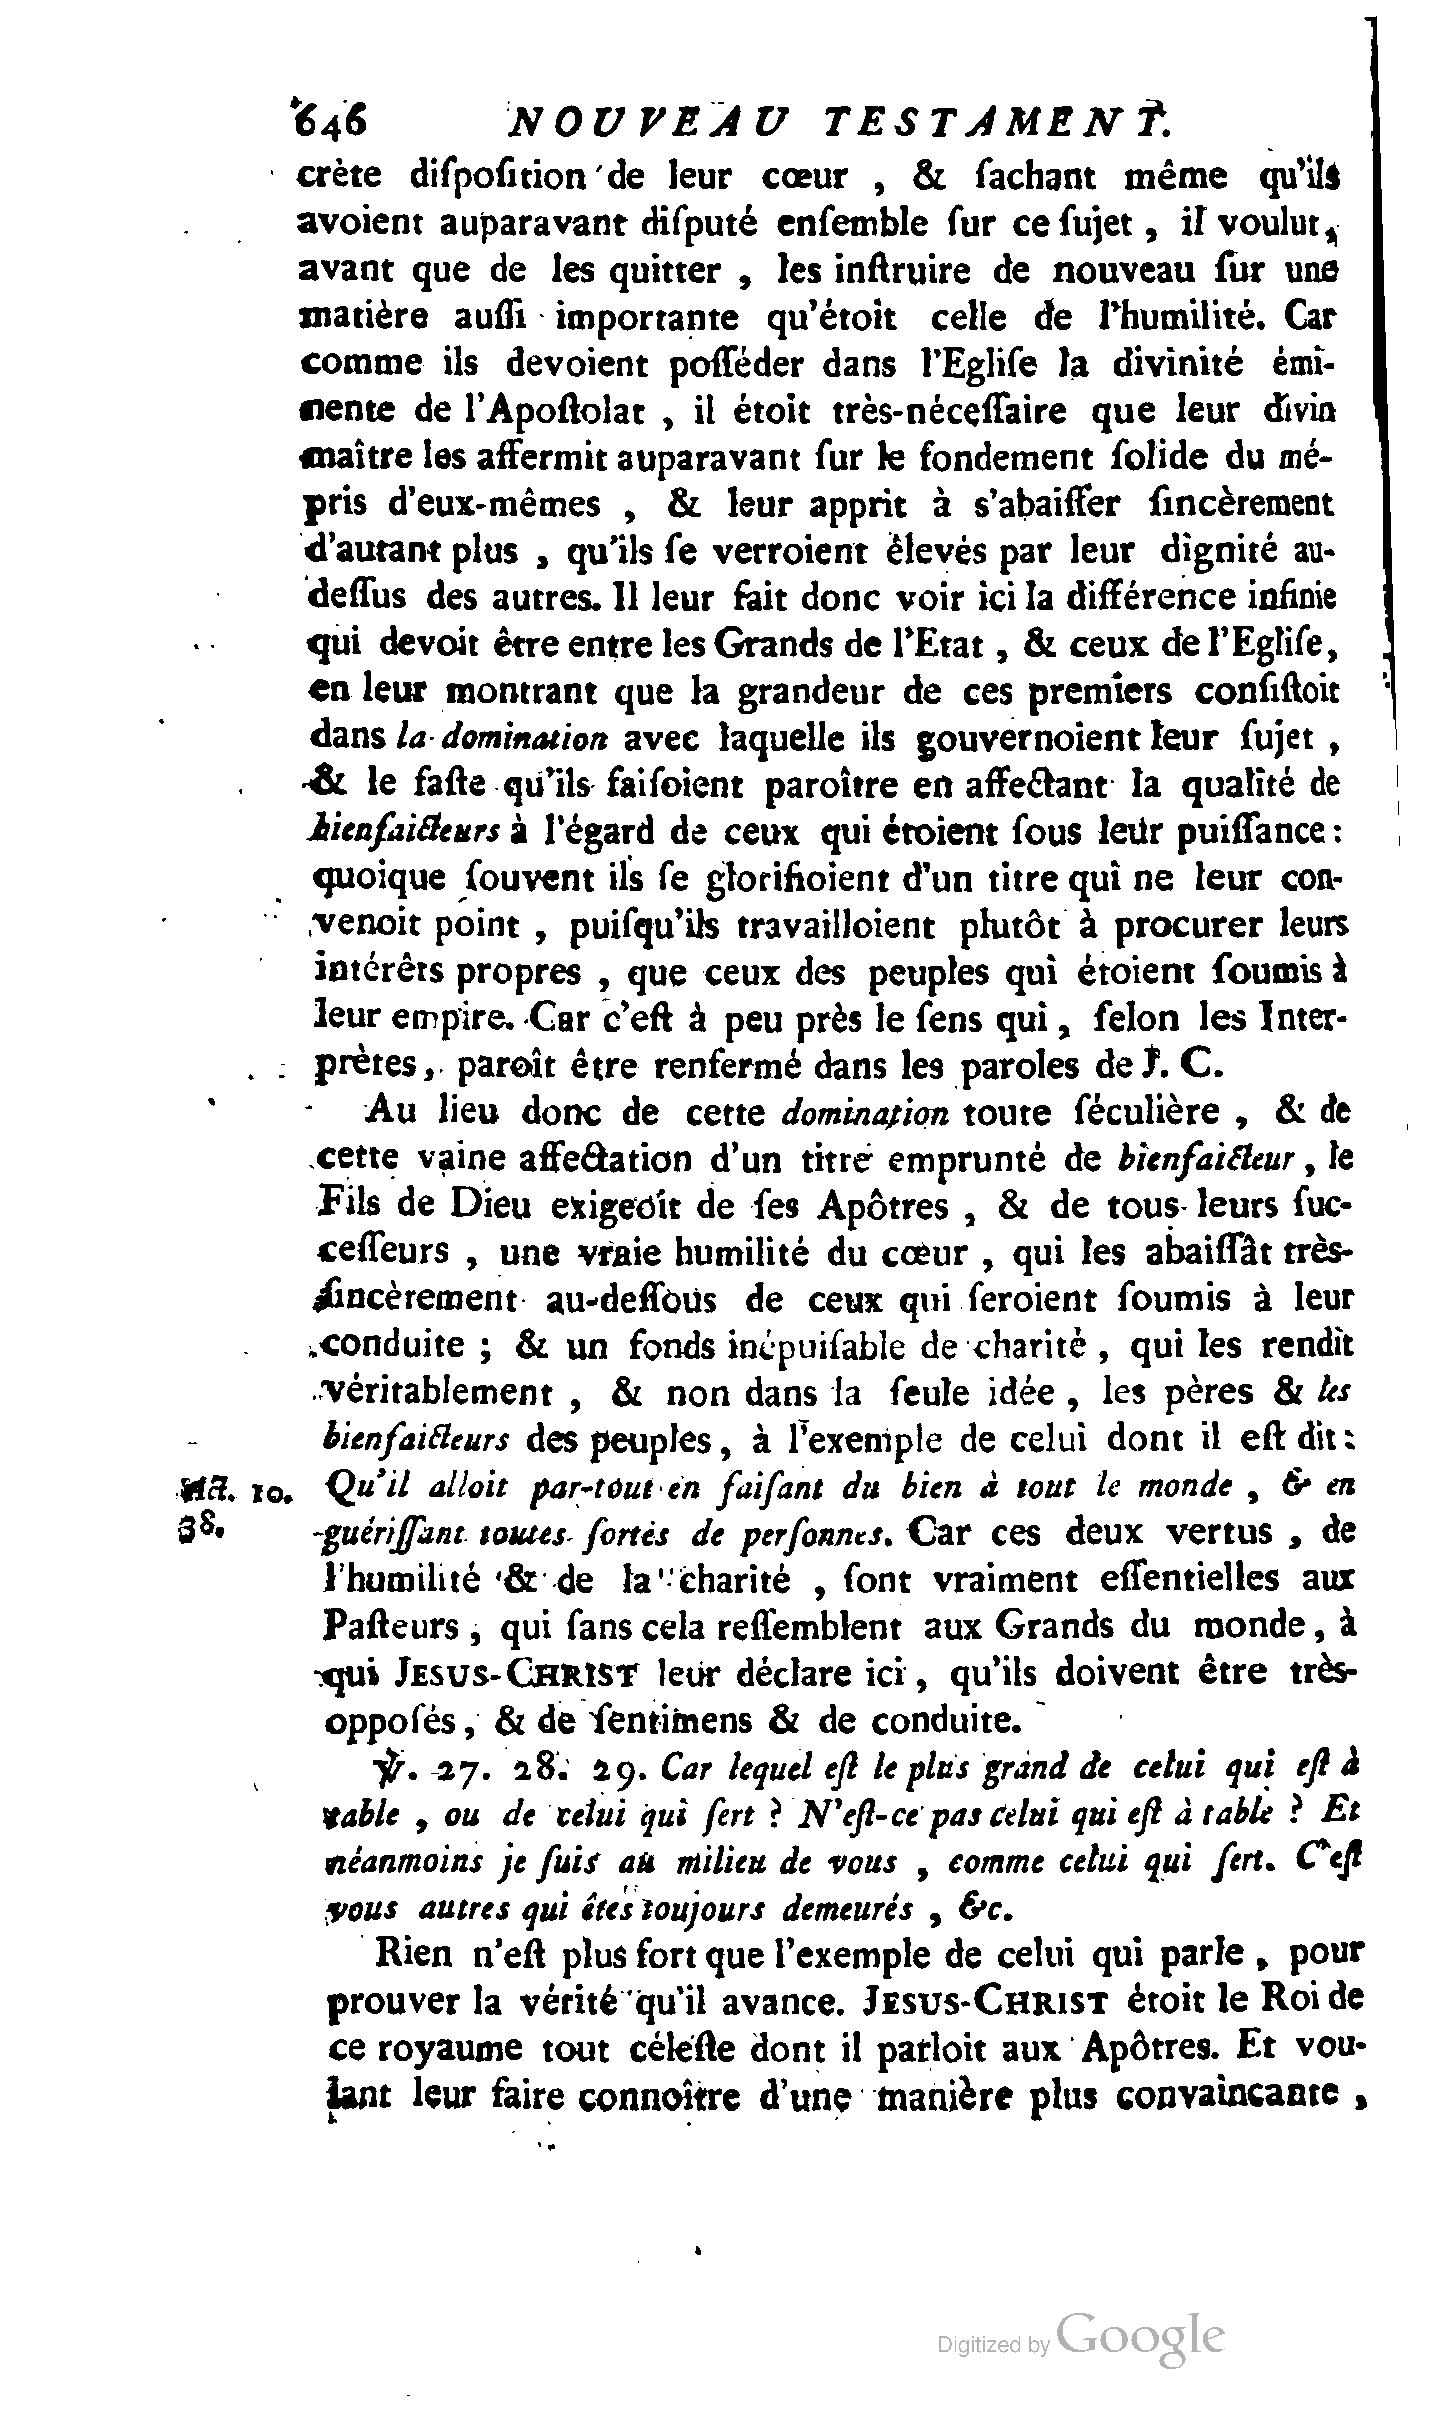 646 NOUVEAU TESTAMENT.
crète diſpoſition de leur cœur , & ſachant même qu'ils
avoient auparavant diſputé enſemble ſur ce ſujet , il voulut,
avant que de les quitter , les inſtruire de nouveau ſur une
matière auſſi importante qu'étoit celle de l'humilité. Car
comme ils devoient poſſéder dans l'Egliſe la divinité émi-
nente de l'Apoſtolat , il étoit très-néceſſaire que leur divin
maître les affermit auparavant ſur le fondement ſolide du mé-
pris d'eux-mêmes , & leur apprit à s'abaiſſer ſincèrement
d'autant plus , qu'ils ſe verroient élevés par leur dignité au-
deſſus des autres. Il leur fait donc voir ici la différence infinie
qui devoit être entre les Grands de l'Etat , & ceux de l'Egliſe,
en leur montrant que la grandeur de ces premiers conſiſtoit
dans la domination avec laquelle ils gouvernoient leur ſujet ,
& le faſte qu'ils faiſoient paroître en affectant la qualité de
bienfaicteurs à l'égard de ceux qui étoient ſous leur puiſſance :
quoique ſouvent ils ſe glorifioient d'un titre qui ne leur con-
venoit point , puiſqu'ils travailloient plutôt à procurer leurs
intérêts propres , que ceux des peuples qui étoient ſoumis à
leur empire. Car c'eſt à peu près le ſens qui , ſelon les Inter-
prètes, paroît être renfermé dans les paroles de J. C.
Au lieu donc de cette domination toute ſéculière , & de
cette vaine affectation d'un titre emprunté de bienfaicteur , le
Fils de Dieu exigeoit de ſes Apôtres , & de tous leurs ſuc-
ceſſeurs , une vraie humilité du cœur , qui les abaiſſât très-
ſincèrement au-deſſous de ceux qui ſeroient ſoumis à leur
conduite ; & un fonds inépuiſable de charité , qui les rendît
véritablement , & non dans la ſeule idée , les pères & les
bienfaicteurs des peuples, à l'exemple de celui dont il eſt dit :
Act. 10. Qu'il alloit par-tout en faiſant du bien à tout le monde , & en
38. guériſſant toutes ſortes de perſonnes. Car ces deux vertus , de
l'humilité & de la charité , ſont vraiment eſſentielles aux
Paſteurs , qui ſans cela reſſemblent aux Grands du monde, à
qui JESUS-CHRIST leur déclare ici , qu'ils doivent être très-
oppoſés, & de ſentimens & de conduite.
℣. 27. 28. 29. Car lequel eſt le plus grand de celui qui eſt à
table , ou de celui qui ſert ? N'eſt-ce pas celui qui eſt à table ? Et
néanmoins je ſuis au milieu de vous , comme celui qui ſert. C'eſt
vous autres qui êtes toujours demeurés , &c.
Rien n'eſt plus fort que l'exemple de celui qui parle , pour
prouver la vérité qu'il avance. JESUS-CHRIST étoit le Roi de
ce royaume tout céleſte dont il parloit aux Apôtres. Et vou-
lant leur faire connoître d'une manière plus convaincante ,
Digitized by Google